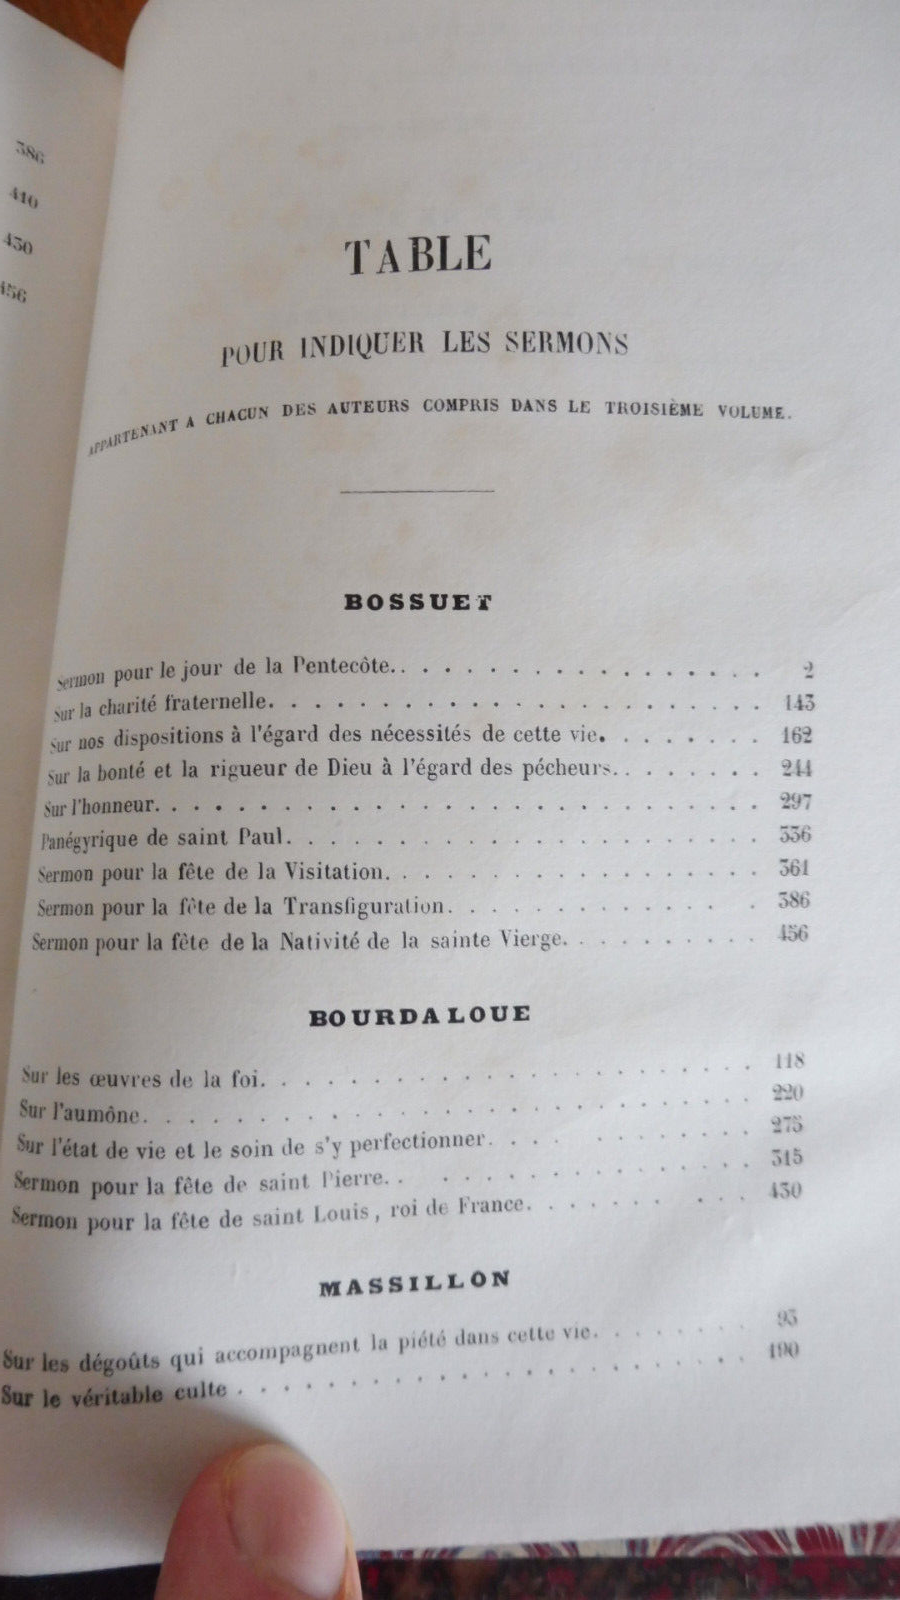 386
410
430
456
TABLE
POUR INDIQUER LES SERMONS
APPARTENANT A CHACUN DES AUTEURS COMPRIS DANS LE TROISIÈME VOLUME.
BOSSUET
Sermon pour le jour de la Pentecôte. . . . . . . . . . . . . . . . . . 2
Sur la charité fraternelle. . . . . . . . . . . . . . . . . . . . . . 143
Sur nos dispositions à l'égard des nécessités de cette vie. . . . . . . . 162
Sur la bonté et la rigueur de Dieu à l'égard des pécheurs. . . . . . . . 244
Sur l'honneur. . . . . . . . . . . . . . . . . . . . . . . . . . . 297
Panégyrique de saint Paul. . . . . . . . . . . . . . . . . . . . . 336
Sermon pour la fête de la Visitation. . . . . . . . . . . . . . . . . 361
Sermon pour la fête de la Transfiguration. . . . . . . . . . . . . . 386
Sermon pour la fête de la Nativité de la sainte Vierge. . . . . . . . . 456
BOURDALOUE
Sur les œuvres de la foi. . . . . . . . . . . . . . . . . . . . . . 118
Sur l'aumône. . . . . . . . . . . . . . . . . . . . . . . . . . . 220
Sur l'état de vie et le soin de s'y perfectionner. . . . . . . . . . . . 275
Sermon pour la fête de saint Pierre. . . . . . . . . . . . . . . . . 315
Sermon pour la fête de saint Louis, roi de France. . . . . . . . . . . 430
MASSILLON
Sur les dégoûts qui accompagnent la piété dans cette vie. . . . . . . . 95
Sur le véritable culte . . . . . . . . . . . . . . . . . . . . . . . 190